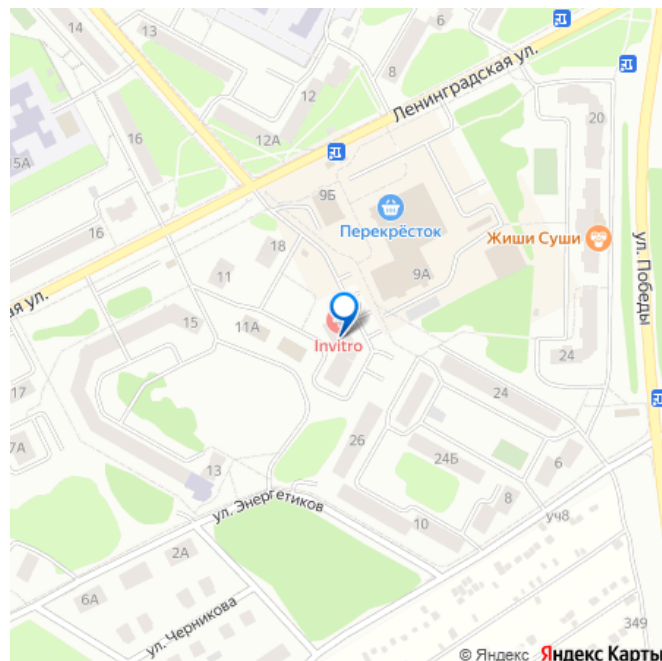 14
13
6
8
Ленинградская ул.
12
16
12А
20
15А
9Б
Перекрёсток
Жиши Суши
16
18
ул. Победы
11
9А
ая ул.
15
11А
Invitro
24
17
24
26
7А
24Б
6
13
8
ул. Энергетиков
10
уч8
2А
6А
ул. Черникова
349
© Яндекс Яндекс Карты